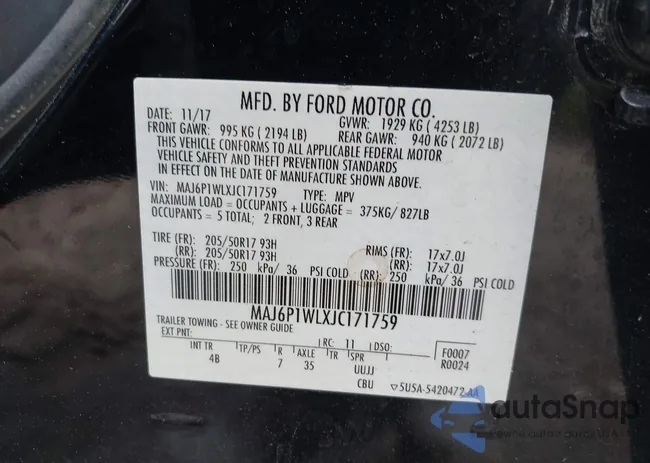 MFD. BY FORD MOTOR CO.
DATE: 11/17 GVWR: 1929 KG ( 4253 LB)
FRONT GAWR: 995 KG ( 2194 LB) REAR GAWR: 940 KG ( 2072 LB)
THIS VEHICLE CONFORMS TO ALL APPLICABLE FEDERAL MOTOR
VEHICLE SAFETY AND THEFT PREVENTION STANDARDS
IN EFFECT ON THE DATE OF MANUFACTURE SHOWN ABOVE.
VIN: MAJ6P1WLXJC171759 TYPE: MPV
MAXIMUM LOAD = OCCUPANTS + LUGGAGE = 375KG/ 827LB
OCCUPANTS = 5 TOTAL; 2 FRONT, 3 REAR
TIRE (FR): 205/50R17 93H RIMS (FR): 17x7.0J
(RR): 205/50R17 93H (RR): 17x7.0J
PRESSURE (FR): 250 kPa/ 36 PSI COLD (RR): 250 kPa/ 36 PSI COLD
MAJ6P1WLXJC171759
TRAILER TOWING - SEE OWNER GUIDE
EXT PNT: RC: 11 DSO: F0007
R0024
INT TR TP/PS R AXLE TR SPR
4B 7 35 UUJJ
CBU 5U5A-5420472-AA
autoSnap